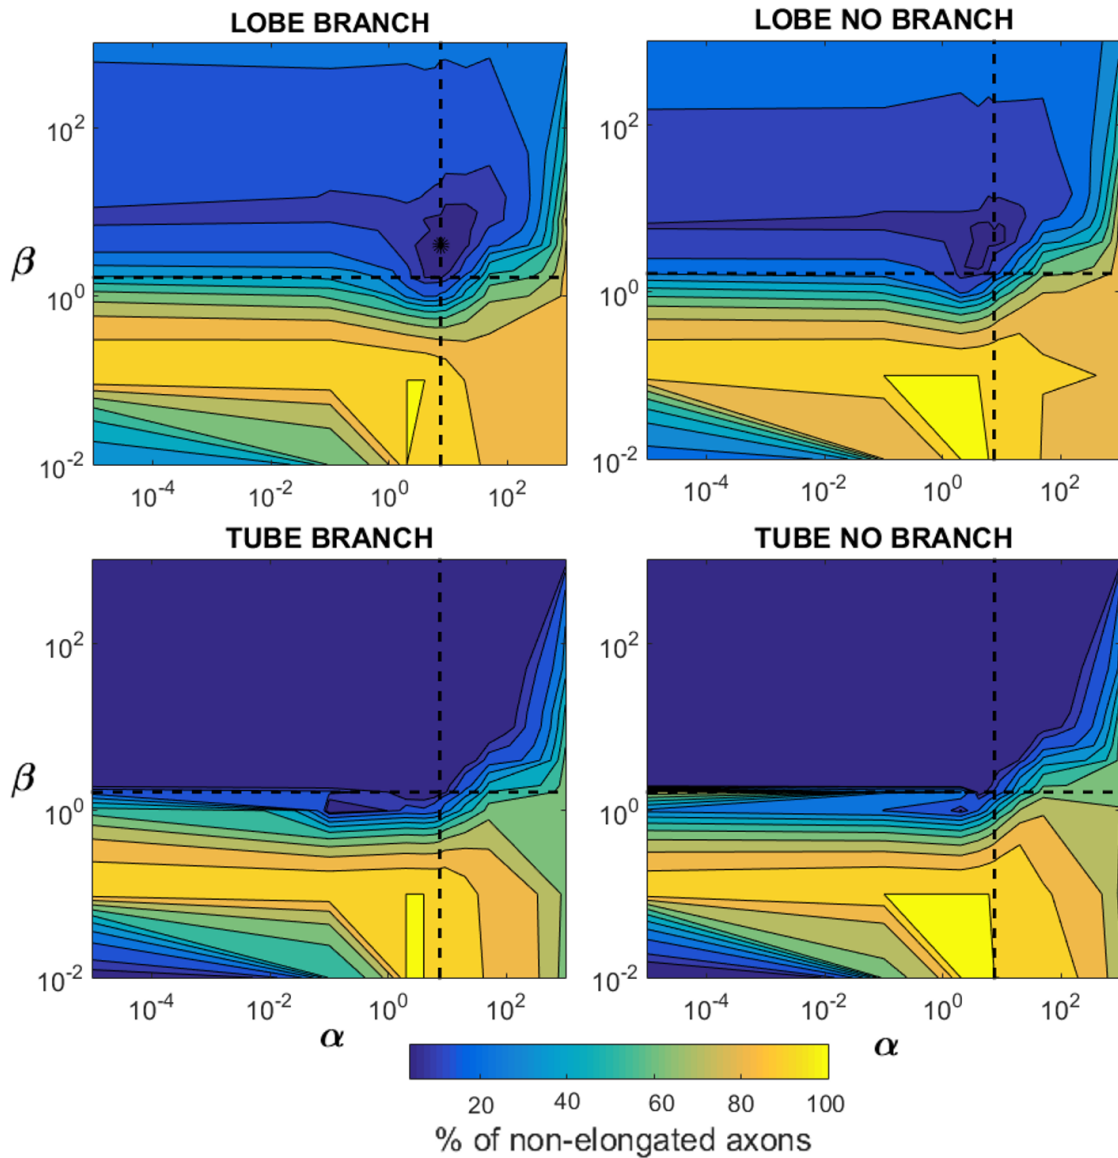 LOBE BRANCH
LOBE NO BRANCH
10^2
β
10^0
10^-2
10^2
10^0
10^-2
10^-4 10^-2 10^0 10^2
10^-4 10^-2 10^0 10^2
TUBE BRANCH
TUBE NO BRANCH
10^2
β
10^0
10^-2
10^2
10^0
10^-2
10^-4 10^-2 10^0 10^2
10^-4 10^-2 10^0 10^2
α
α
20 40 60 80 100
% of non-elongated axons